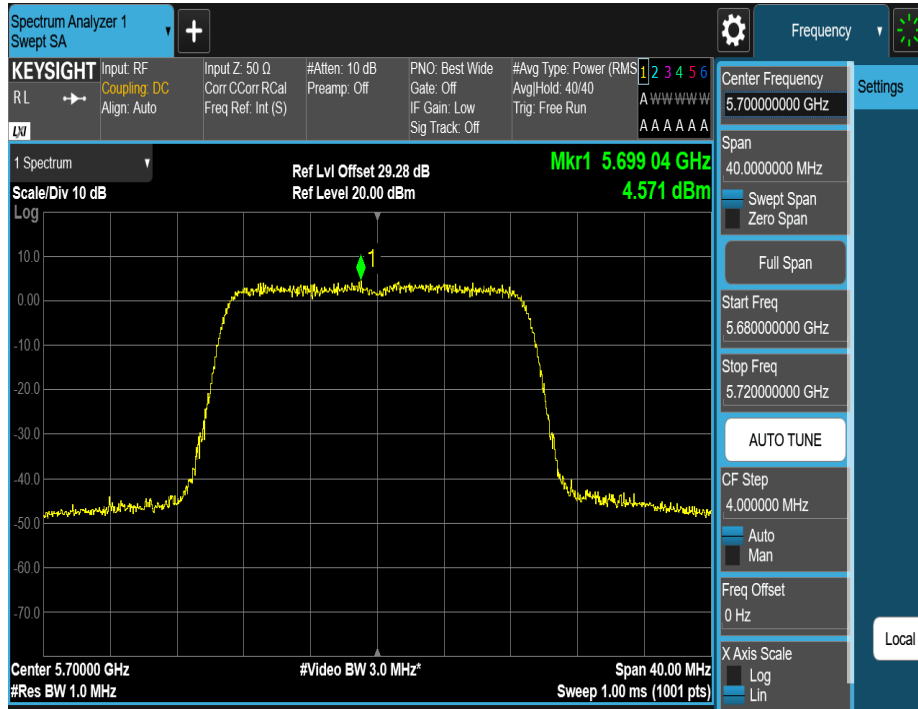 Spectrum Analyzer 1
Swept SA
+
Frequency
KEYSIGHT
R L
LXI
Input: RF
Coupling: DC
Align: Auto
Input Z: 50 Ω
Corr CCorr RCal
Freq Ref: Int (S)
#Atten: 10 dB
Preamp: Off
PNO: Best Wide
Gate: Off
IF Gain: Low
Sig Track: Off
#Avg Type: Power (RMS
Avg|Hold: 40/40
Trig: Free Run
1 2 3 4 5 6
A W W W W W
A A A A A A
Center Frequency
5.700000000 GHz
Settings
Span
40.0000000 MHz
Swept Span
Zero Span
Full Span
Start Freq
5.680000000 GHz
Stop Freq
5.720000000 GHz
AUTO TUNE
CF Step
4.000000 MHz
Auto
Man
Freq Offset
0 Hz
X Axis Scale
Log
Lin
Local
1 Spectrum
Scale/Div 10 dB
Log
Ref Lvl Offset 29.28 dB
Ref Level 20.00 dBm
Mkr1 5.699 04 GHz
4.571 dBm
1
10.0
0.00
-10.0
-20.0
-30.0
-40.0
-50.0
-60.0
-70.0
Center 5.70000 GHz
#Res BW 1.0 MHz
#Video BW 3.0 MHz*
Span 40.00 MHz
Sweep 1.00 ms (1001 pts)